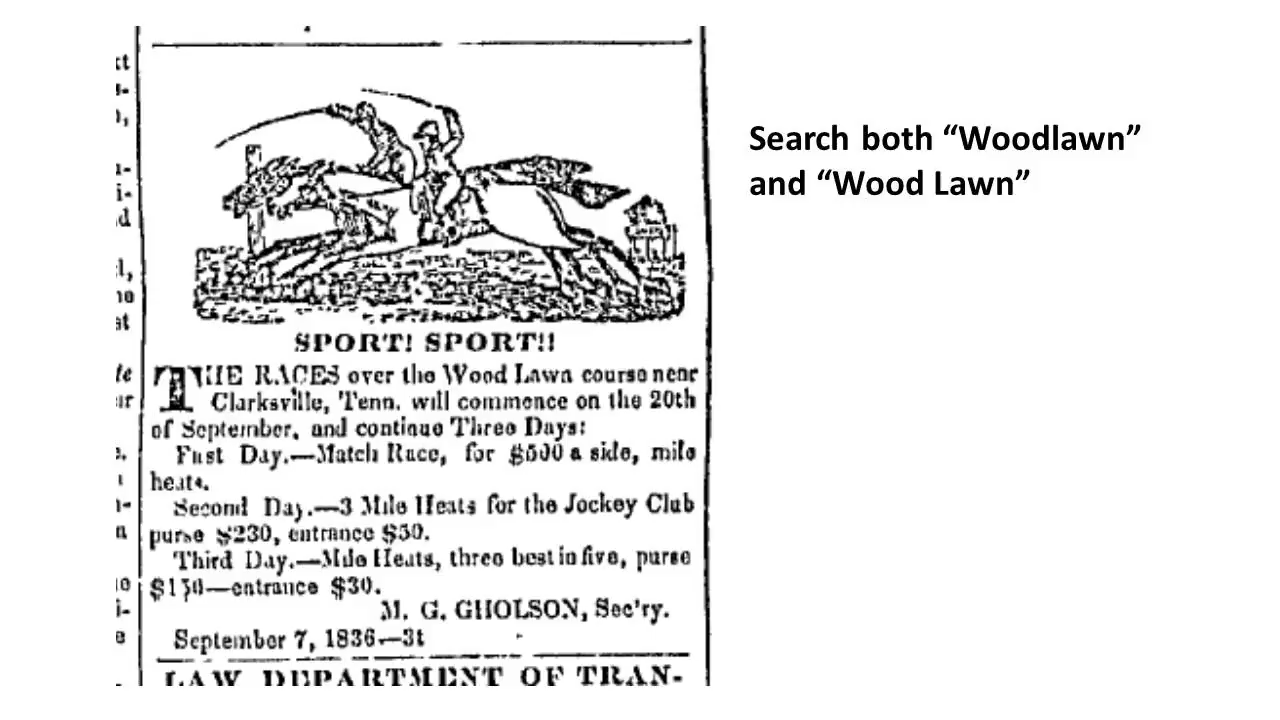 SPORT! SPORT!!
THE RACES over the Wood Lawn course near
Clarksville, Tenn. will commence on the 20th
of September, and continue Three Days:
First Day.—Match Race, for $500 a side, mile
heats.
Second Day.—3 Mile Heats for the Jockey Club
purse $230, entrance $50.
Third Day.—Mile Heats, three best in five, purse
—entrance $30.
M. G. GHOLSON, Sec'ry.
September 7, 1836.—3t
LAW DEPARTMENT OF TRAN-
Search both “Woodlawn”
and “Wood Lawn”